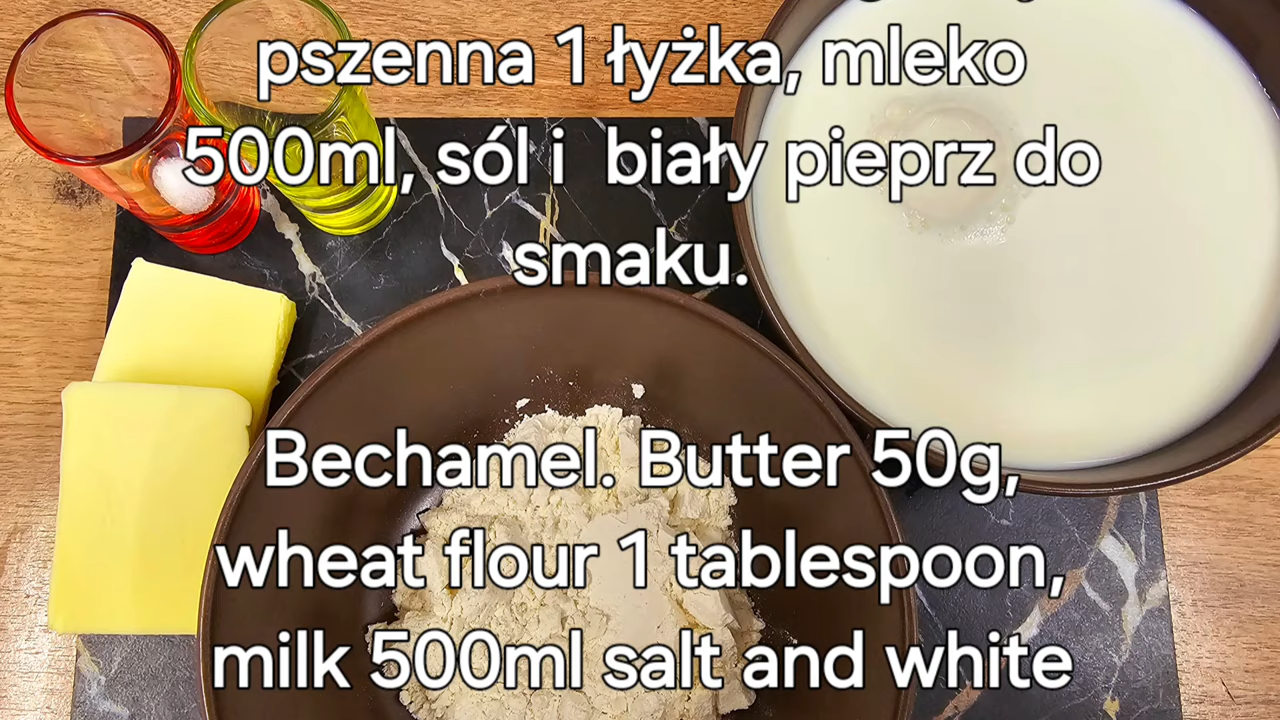 pszenna 1 łyżka, mleko
500ml, sól i biały pieprz do
smaku.
Bechamel. Butter 50g,
wheat flour 1 tablespoon,
milk 500ml salt and white